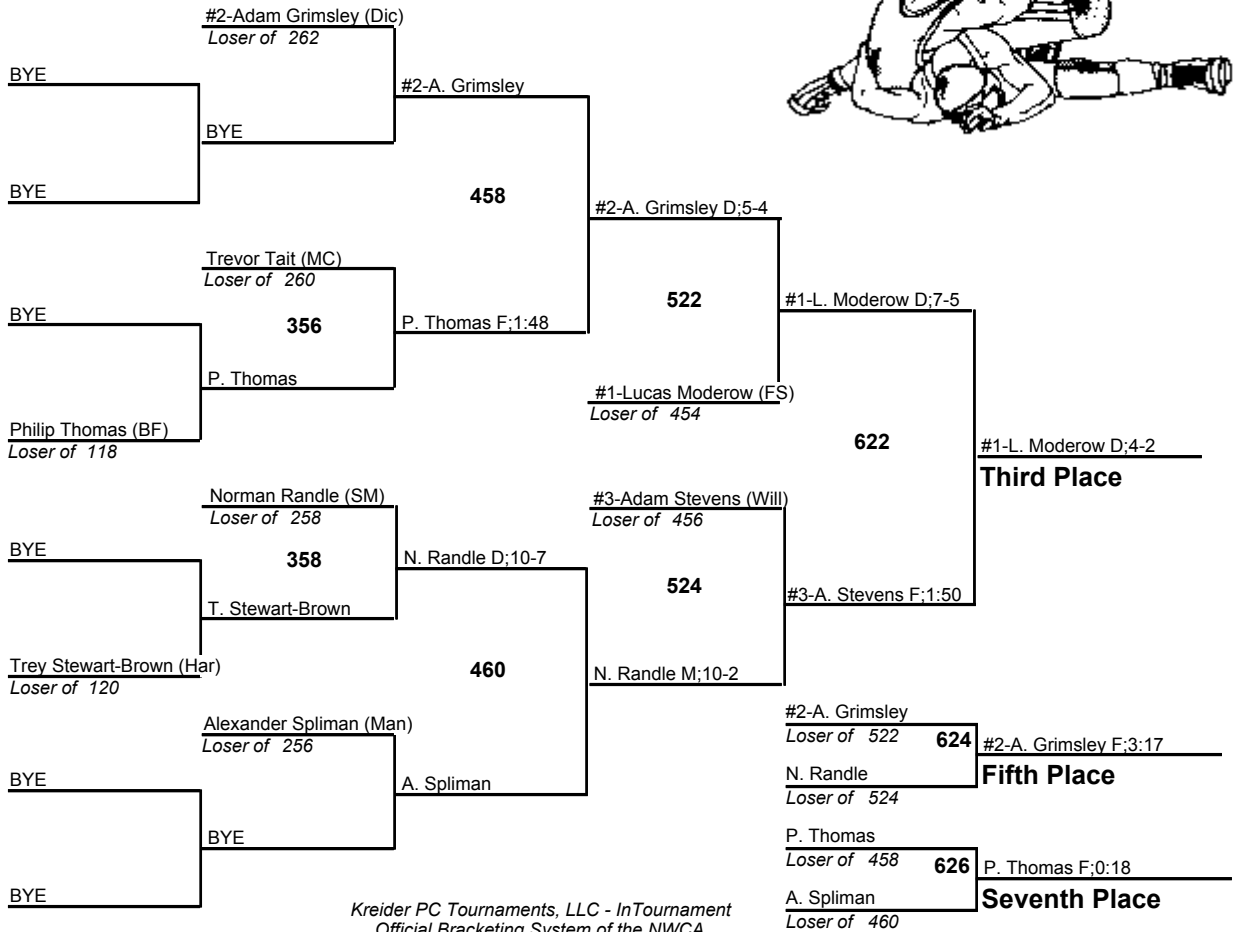 #2-Adam Grimsley (Dic)
Loser of 262
BYE
#2-A. Grimsley
BYE
BYE
458
#2-A. Grimsley D;5-4
Trevor Tait (MC)
Loser of 260
522
#1-L. Moderow D;7-5
BYE
356
P. Thomas F;1:48
P. Thomas
#1-Lucas Moderow (FS)
Loser of 454
Philip Thomas (BF)
Loser of 118
622
#1-L. Moderow D;4-2
Third Place
Norman Randle (SM)
Loser of 258
#3-Adam Stevens (Will)
Loser of 456
BYE
358
N. Randle D;10-7
524
#3-A. Stevens F;1:50
T. Stewart-Brown
Trey Stewart-Brown (Har)
Loser of 120
460
N. Randle M;10-2
Alexander Spliman (Man)
Loser of 256
#2-A. Grimsley
Loser of 522
624
#2-A. Grimsley F;3:17
BYE
A. Spliman
N. Randle
Loser of 524
Fifth Place
BYE
P. Thomas
Loser of 458
626
P. Thomas F;0:18
BYE
A. Spliman
Loser of 460
Seventh Place
Kreider PC Tournaments, LLC - InTournament
Official Bracketing System of the NWCA